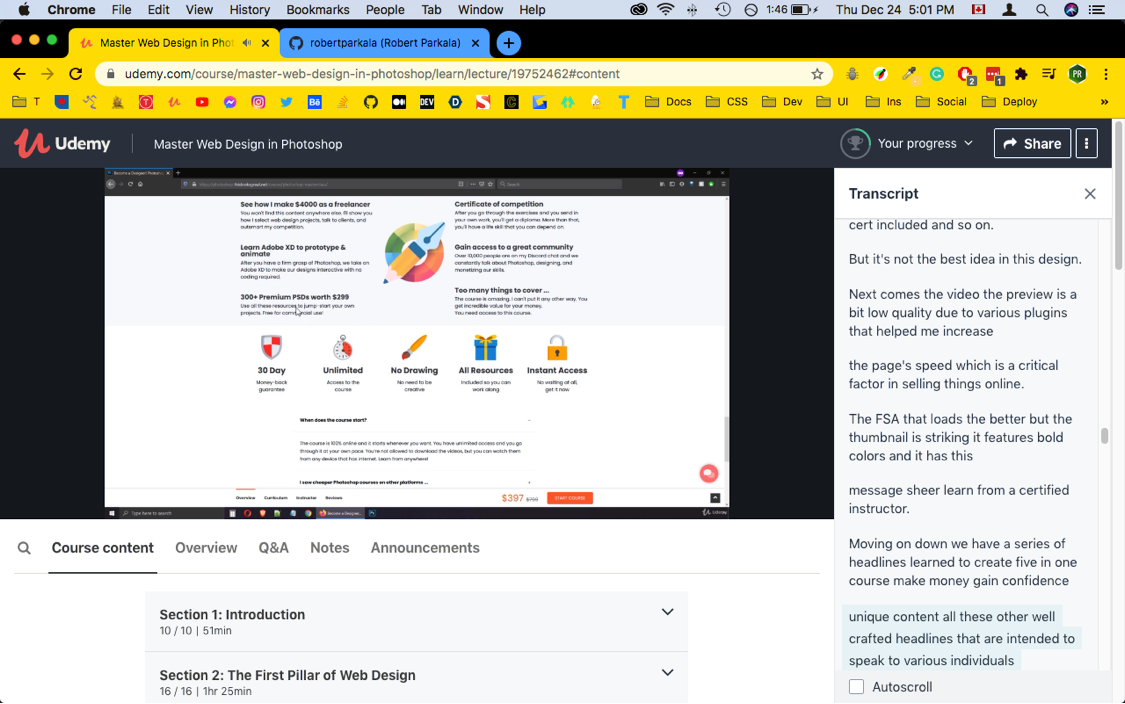 Chrome File Edit View History Bookmarks People Tab Window Help 1:46 Thu Dec 24 5:01 PM
Master Web Design in Phot robertparkala (Robert Parkala)
udemy.com/course/master-web-design-in-photoshop/learn/lecture/19752462#content 2 1 PR
T Docs CSS Dev UI Ins Social Deploy »
Udemy Master Web Design in Photoshop Your progress Share
Transcript
cert included and so on.
But it's not the best idea in this design.
Next comes the video the preview is a
bit low quality due to various plugins
that helped me increase
the page's speed which is a critical
factor in selling things online.
The FSA that loads the better but the
thumbnail is striking it features bold
colors and it has this
message sheer learn from a certified
instructor.
Moving on down we have a series of
headlines learned to create five in one
course make money gain confidence
unique content all these other well
crafted headlines that are intended to
speak to various individuals
Autoscroll
See how I make $4000 as a freelancer
You won't find this content anywhere else. I'll show you
how I select web design projects, talk to clients, and
automart my competition.
Learn Adobe XD to prototype &
animate
After you have a firm grasp of Photoshop, we take on
Adobe XD to make our designs interactive with no
coding required.
300+ Premium PSDs worth $299
Use all these resources to jump-start your own
projects. Free for commercial use!
Certificate of competition
After you go through the exercises and you send in
your own work, you'll get a diploma. More than that,
you'll have a life skill that you can depend on.
Gain access to a great community
Over 10,000 people are on my Discord chat and we
constantly talk about Photoshop, designing, and
monetizing our skills.
Too many things to cover ...
The course is amazing. I can't put it any other way. You
get incredible value for your money.
You need access to this course.
30 Day Unlimited No Drawing All Resources Instant Access
Money-back Access to the No need to be Included so you No waiting at all,
guarantee course creative can work along get it now
When does the course start?
The course is 100% online and it starts whenever you want. You have unlimited access and you go
through it at your own pace. You're not allowed to download the videos, but you can watch them
from any device that has internet. Learn from anywhere!
I saw cheaper Photoshop courses on other platforms ...
Overview Curriculum Instructor Reviews $397 START COURSE
Type here to search Become a Designer... Udemy
Course content Overview Q&A Notes Announcements
Section 1: Introduction
10 / 10 | 51min
Section 2: The First Pillar of Web Design
16 / 16 | 1hr 25min